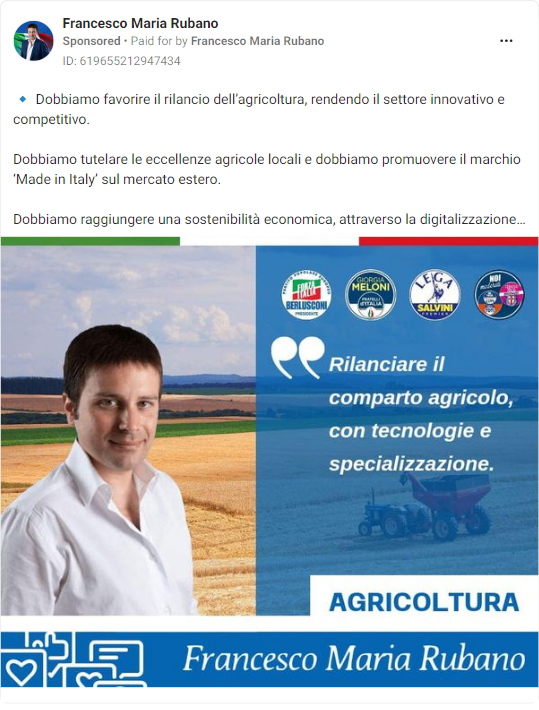 Francesco Maria Rubano
Sponsored • Paid for by Francesco Maria Rubano
ID: 619655212947434
🔹 Dobbiamo favorire il rilancio dell'agricoltura, rendendo il settore innovativo e
competitivo.
Dobbiamo tutelare le eccellenze agricole locali e dobbiamo promuovere il marchio
'Made in Italy' sul mercato estero.
Dobbiamo raggiungere una sostenibilità economica, attraverso la digitalizzazione...
FORZA
ITALIA
BERLUSCONI
PRESIDENTE
GIORGIA
MELONI
FRATELLI
d'ITALIA
LEGA
SALVINI
PREMIER
NOI
moderati
Rilanciare il
comparto agricolo,
con tecnologie e
specializzazione.
AGRICOLTURA
Francesco Maria Rubano